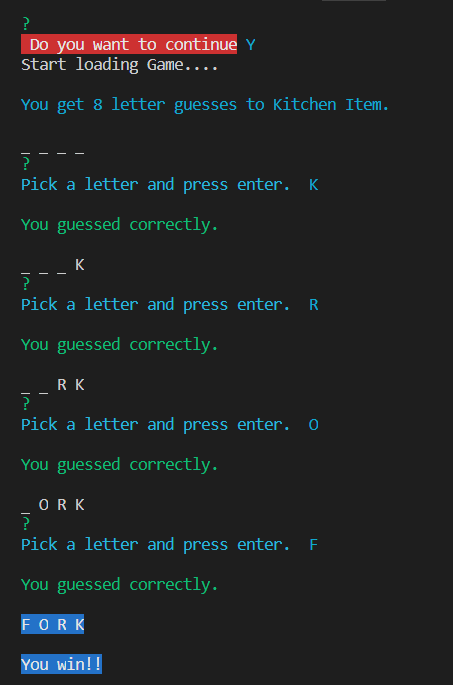 ?
Do you want to continue Y
Start loading Game....
You get 8 letter guesses to Kitchen Item.
_ _ _ _
?
Pick a letter and press enter.  K
You guessed correctly.
_ _ _ K
?
Pick a letter and press enter.  R
You guessed correctly.
_ _ R K
?
Pick a letter and press enter.  O
You guessed correctly.
_ O R K
?
Pick a letter and press enter.  F
You guessed correctly.
F O R K
You win!!